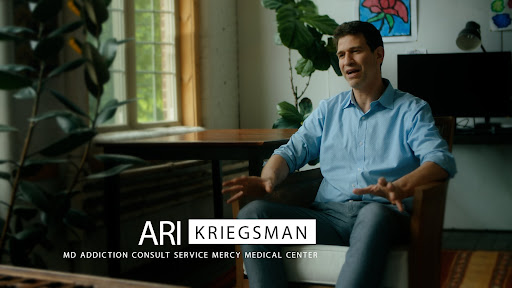 ARI KRIEGSMAN
MD ADDICTION CONSULT SERVICE MERCY MEDICAL CENTER